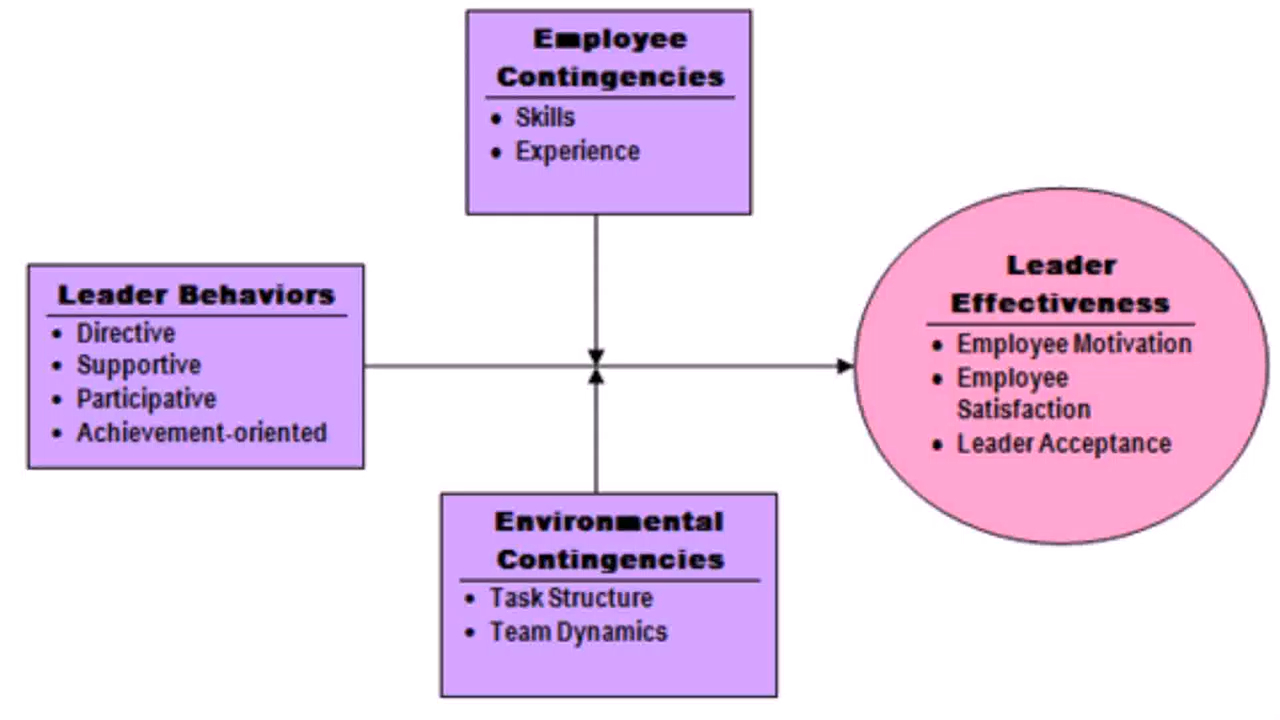 Employee
Contingencies
• Skills
• Experience
Leader Behaviors
• Directive
• Supportive
• Participative
• Achievement-oriented
Leader
Effectiveness
• Employee Motivation
• Employee
Satisfaction
• Leader Acceptance
Environmental
Contingencies
• Task Structure
• Team Dynamics